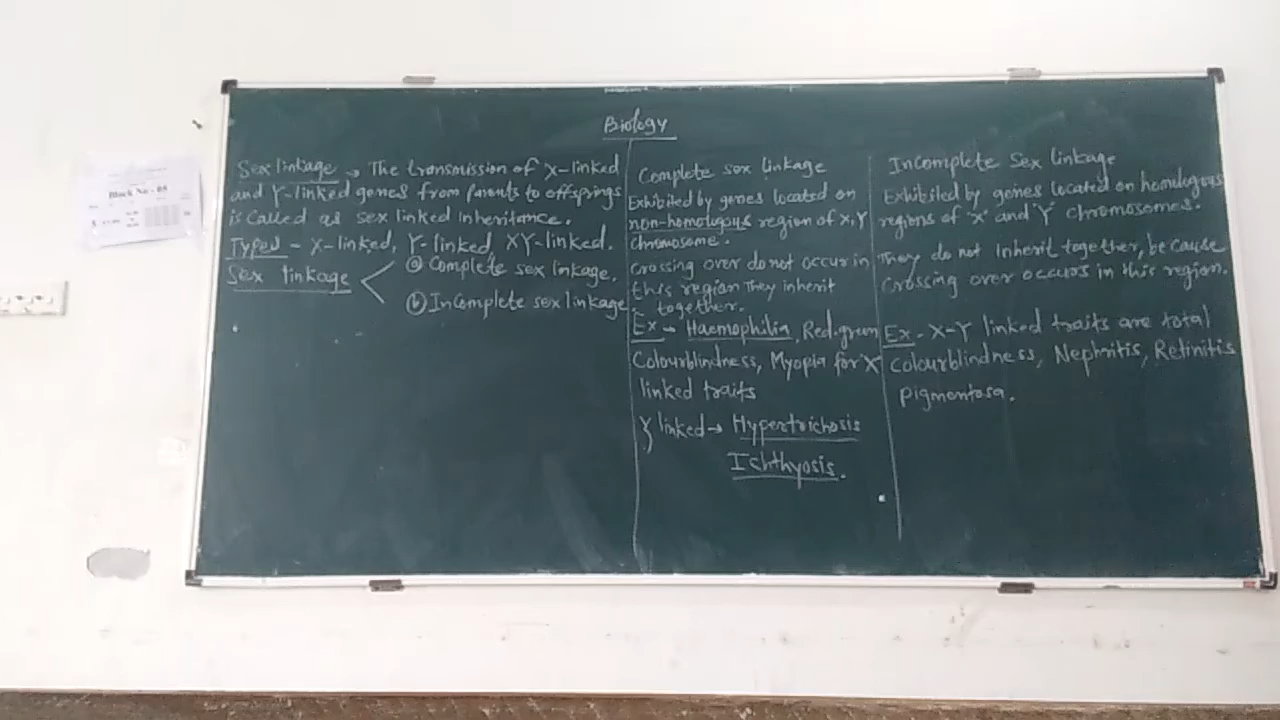 Biology
Sex linkage → The transmission of X-linked
and Y-linked genes from parents to offsprings
is called as sex linked inheritance.
Types - X-linked, Y-linked, XY-linked.
Sex linkage < ⓐ Complete sex linkage.
ⓑ Incomplete sex linkage
Complete sex linkage
Exhibited by genes located on
non-homologous region of X, Y
chromosome.
Crossing over do not occur in
this region They inherit
together.
Ex → Haemophilia, Red-green
Colourblindness, Myopia for X
linked traits
Y linked → Hypertrichosis
Ichthyosis.
Incomplete Sex linkage
Exhibited by genes located on homologous
regions of 'X' and 'Y' chromosomes.
They do not inherit together, because
Crossing over occurs in this region.
Ex - X-Y linked traits are total
colourblindness, Nephritis, Retinitis
pigmentosa.
Block No - 05